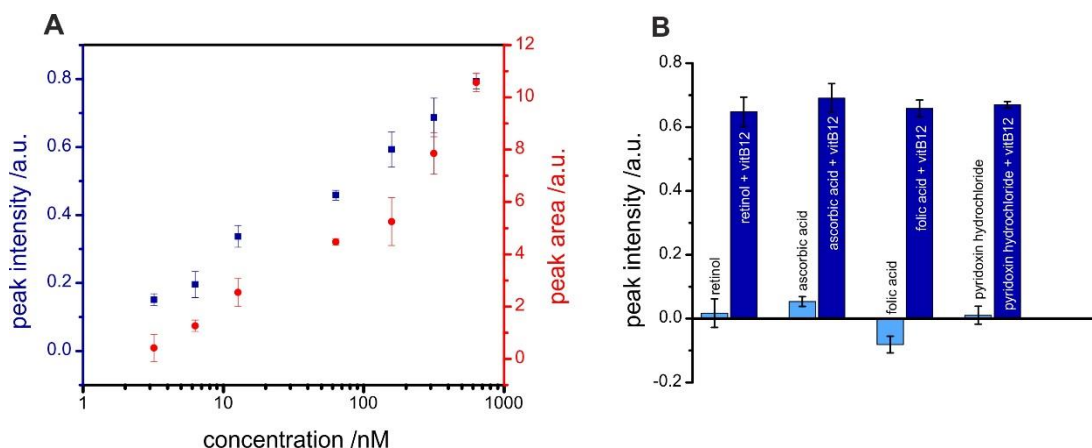 A
peak intensity /a.u.
0.8
0.6
0.4
0.2
0.0
12
10
8
6
4
2
0
peak area /a.u.
1
10
100
1000
concentration /nM
B
peak intensity /a.u.
0.8
0.6
0.4
0.2
0.0
-0.2
retinol
retinol + vitB12
ascorbic acid
ascorbic acid + vitB12
folic acid
folic acid + vitB12
pyridoxin hydrochloride
pyridoxin hydrochloride + vitB12